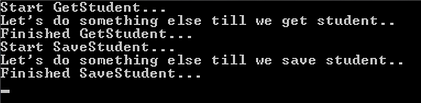 Start GetStudent...
Let's do something else till we get student..
Finished GetStudent...
Start SaveStudent...
Let's do something else till we save student..
Finished SaveStudent...